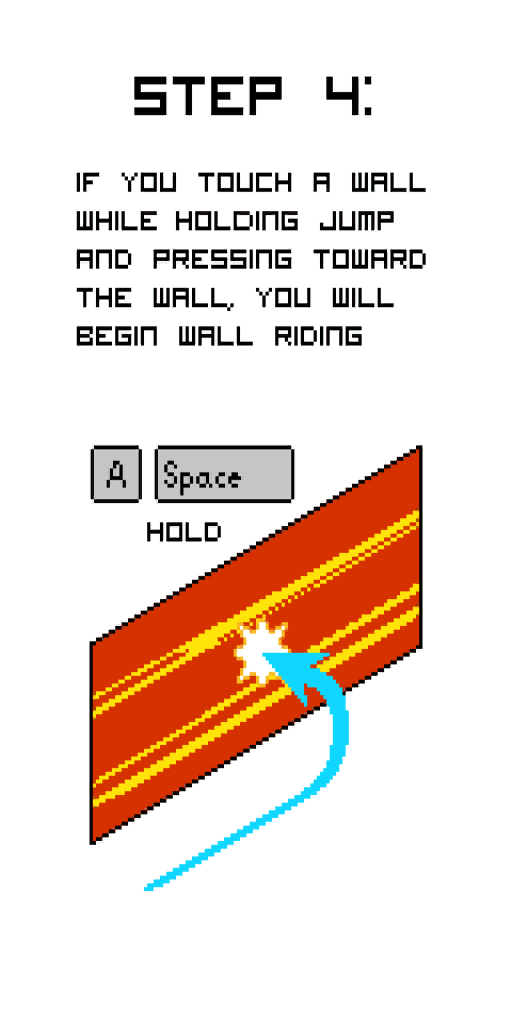 STEP 4:
IF YOU TOUCH A WALL
WHILE HOLDING JUMP
AND PRESSING TOWARD
THE WALL, YOU WILL
BEGIN WALL RIDING
A Space
HOLD